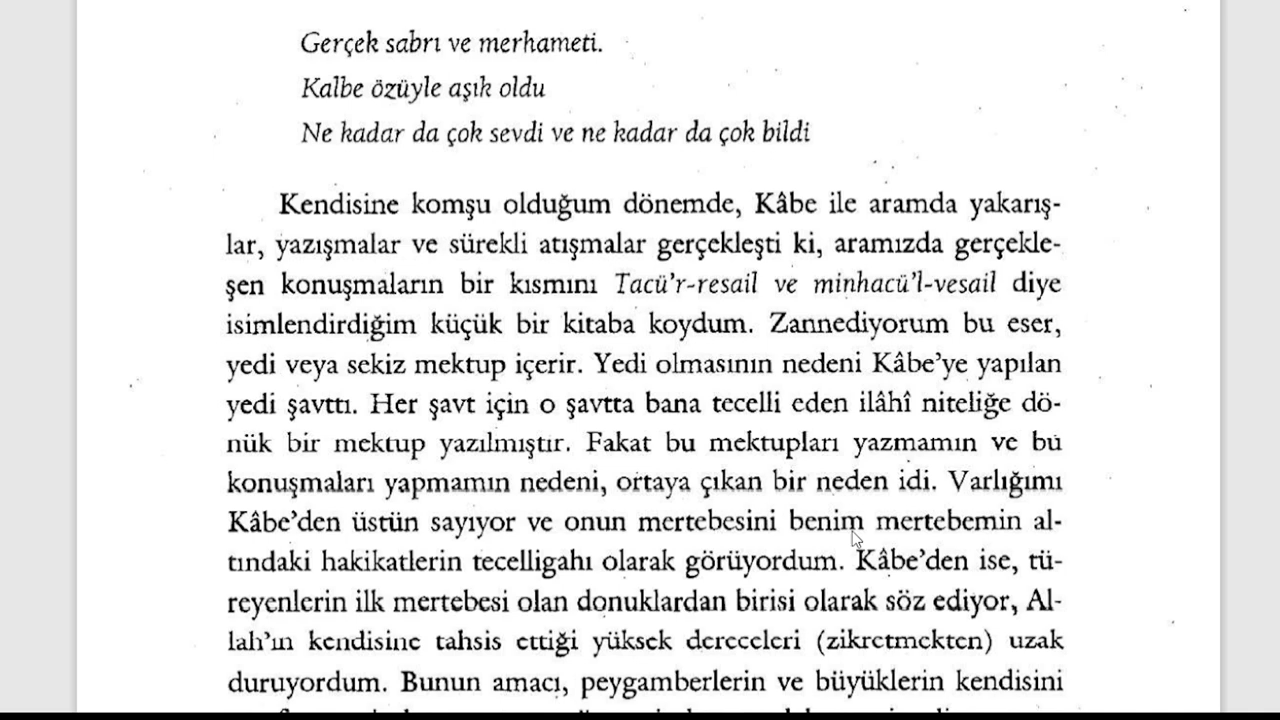 Gerçek sabrı ve merhameti.
Kalbe özüyle aşık oldu
Ne kadar da çok sevdi ve ne kadar da çok bildi
Kendisine komşu olduğum dönemde, Kâbe ile aramda yakarış-
lar, yazışmalar ve sürekli atışmalar gerçekleşti ki, aramızda gerçekle-
şen konuşmaların bir kısmını Tacü'r-resail ve minhacü'l-vesail diye
isimlendirdiğim küçük bir kitaba koydum. Zannediyorum bu eser,
yedi veya sekiz mektup içerir. Yedi olmasının nedeni Kâbe'ye yapılan
yedi şavttı. Her şavt için o şavtta bana tecelli eden ilâhî niteliğe dö-
nük bir mektup yazılmıştır. Fakat bu mektupları yazmamın ve bu
konuşmaları yapmamın nedeni, ortaya çıkan bir neden idi. Varlığımı
Kâbe'den üstün sayıyor ve onun mertebesini benim mertebemin al-
tındaki hakikatlerin tecelligahı olarak görüyordum. Kâbe'den ise, tü-
reyenlerin ilk mertebesi olan donuklardan birisi olarak söz ediyor, Al-
lah'ın kendisine tahsis ettiği yüksek dereceleri (zikretmekten) uzak
duruyordum. Bunun amacı, peygamberlerin ve büyüklerin kendisini